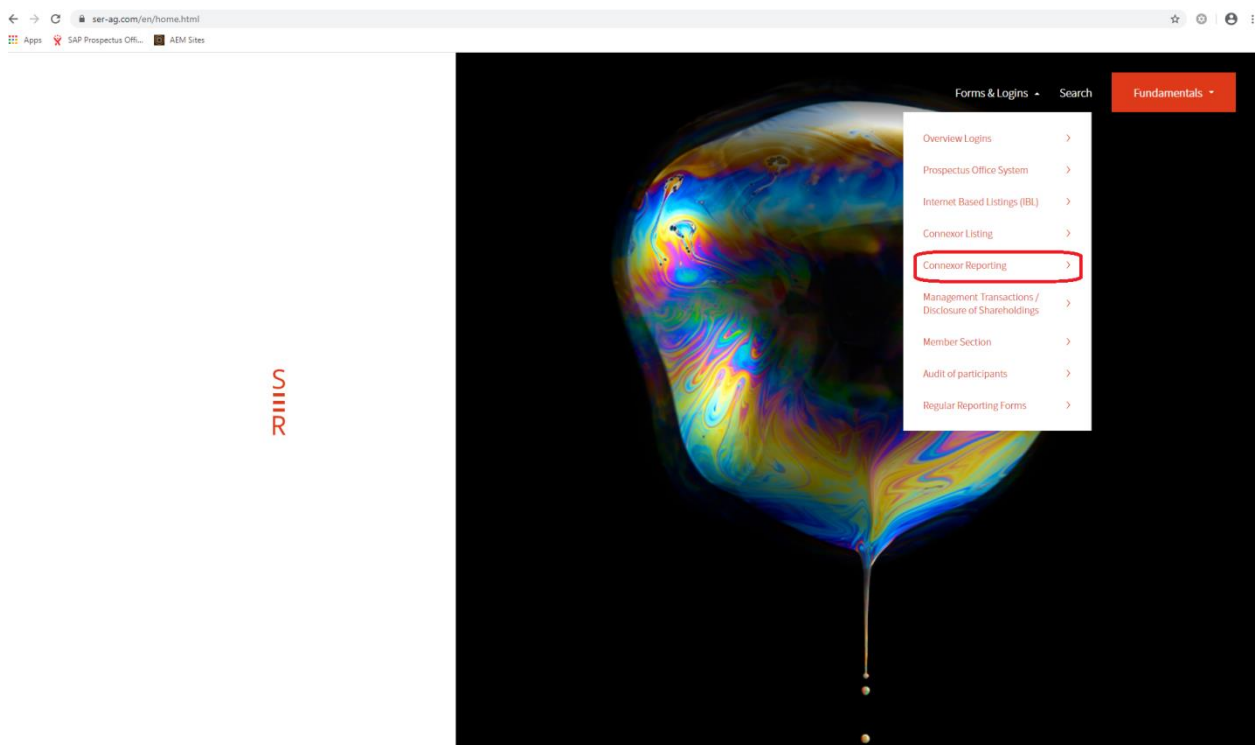 ser-ag.com/en/home.html
Apps SAP Prospectus Offi... AEM Sites
Forms & Logins Search Fundamentals
Overview Logins
Prospectus Office System
Internet Based Listings (IBL)
Connexor Listing
Connexor Reporting
Management Transactions /
Disclosure of Shareholdings
Member Section
Audit of participants
Regular Reporting Forms
S
E
R